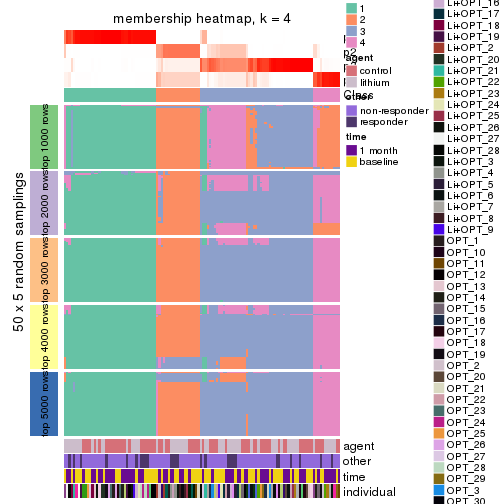 membership heatmap, k = 4
p2
Class
50 x 5 random samplings
top 1000 rows
top 2000 rows
top 3000 rows
top 4000 rows
top 5000 rows
agent
other
time
individual
1
2
3
4
agent
control
lithium
non-responder
responder
time
1 month
baseline
Li+OPT_16
Li+OPT_17
Li+OPT_18
Li+OPT_19
Li+OPT_2
Li+OPT_20
Li+OPT_21
Li+OPT_22
Li+OPT_23
Li+OPT_24
Li+OPT_25
Li+OPT_26
Li+OPT_27
Li+OPT_28
Li+OPT_3
Li+OPT_4
Li+OPT_5
Li+OPT_6
Li+OPT_7
Li+OPT_8
Li+OPT_9
OPT_1
OPT_10
OPT_11
OPT_12
OPT_13
OPT_14
OPT_15
OPT_16
OPT_17
OPT_18
OPT_19
OPT_2
OPT_20
OPT_21
OPT_22
OPT_23
OPT_24
OPT_25
OPT_26
OPT_27
OPT_28
OPT_29
OPT_3